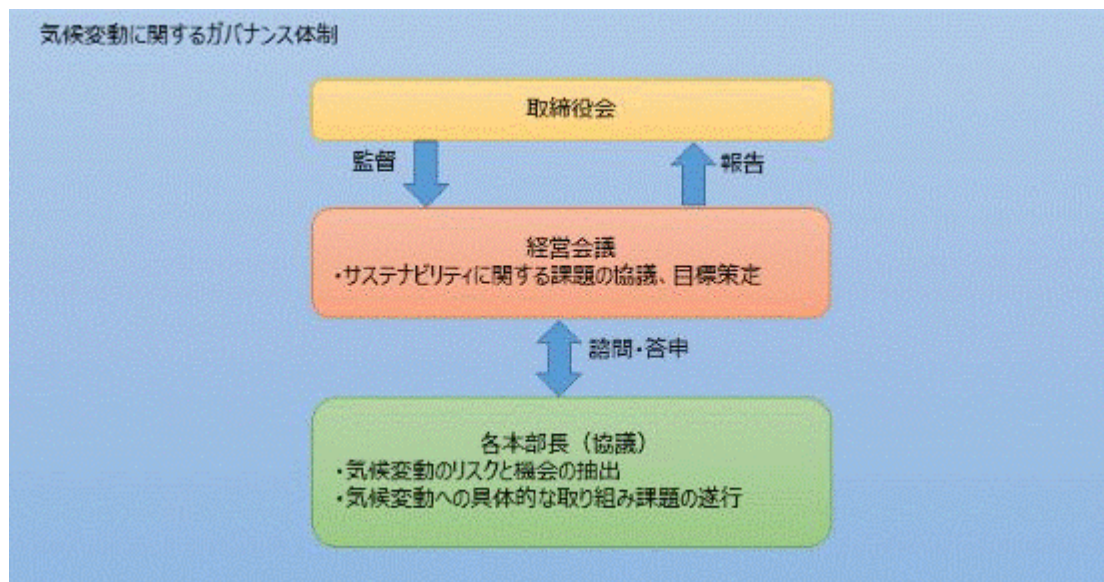 気候変動に関するガバナンス体制
取締役会
監督
報告
経営会議
・サステナビリティに関する課題の協議、目標策定
諮問・答申
各本部長（協議）
・気候変動のリスクと機会の抽出
・気候変動への具体的な取り組み課題の遂行